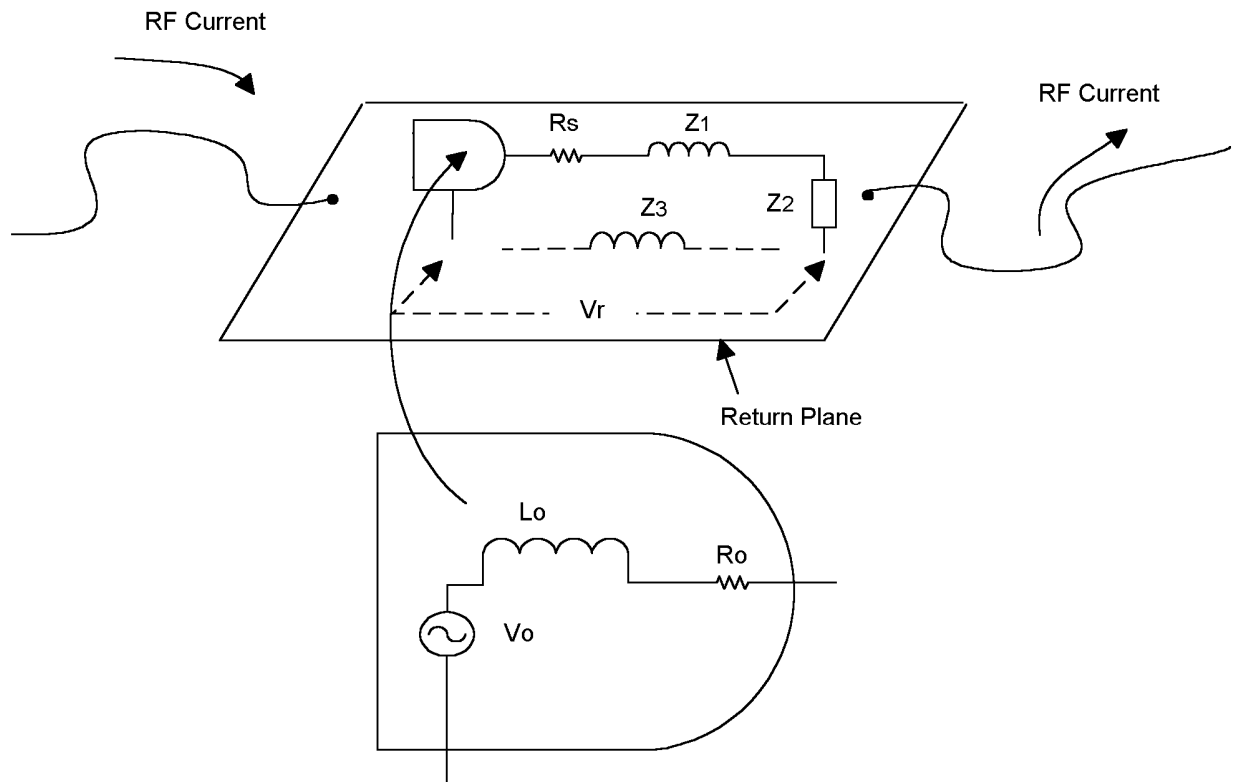 RF Current
RF Current
Rs
Z1
Z2
Z3
Vr
Return Plane
Lo
Ro
Vo